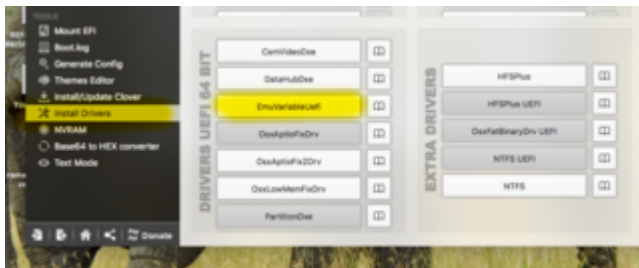 TOOLS
Mount EFI
Boot.log
Generate Config
Themes Editor
Install/Update Clover
Install Drivers
NVRAM
Base64 to HEX converter
Text Mode
Donate
DRIVERS UEFI 64 BIT
CsmVideoDxe
DataHubDxe
EmuVariableUefi
OsxAptioFixDrv
OsxAptioFix2Drv
OsxLowMemFixDrv
PartitionDxe
EXTRA DRIVERS
HFSPlus
HFSPlus UEFI
OsxFatBinaryDrv UEFI
NTFS UEFI
NTFS